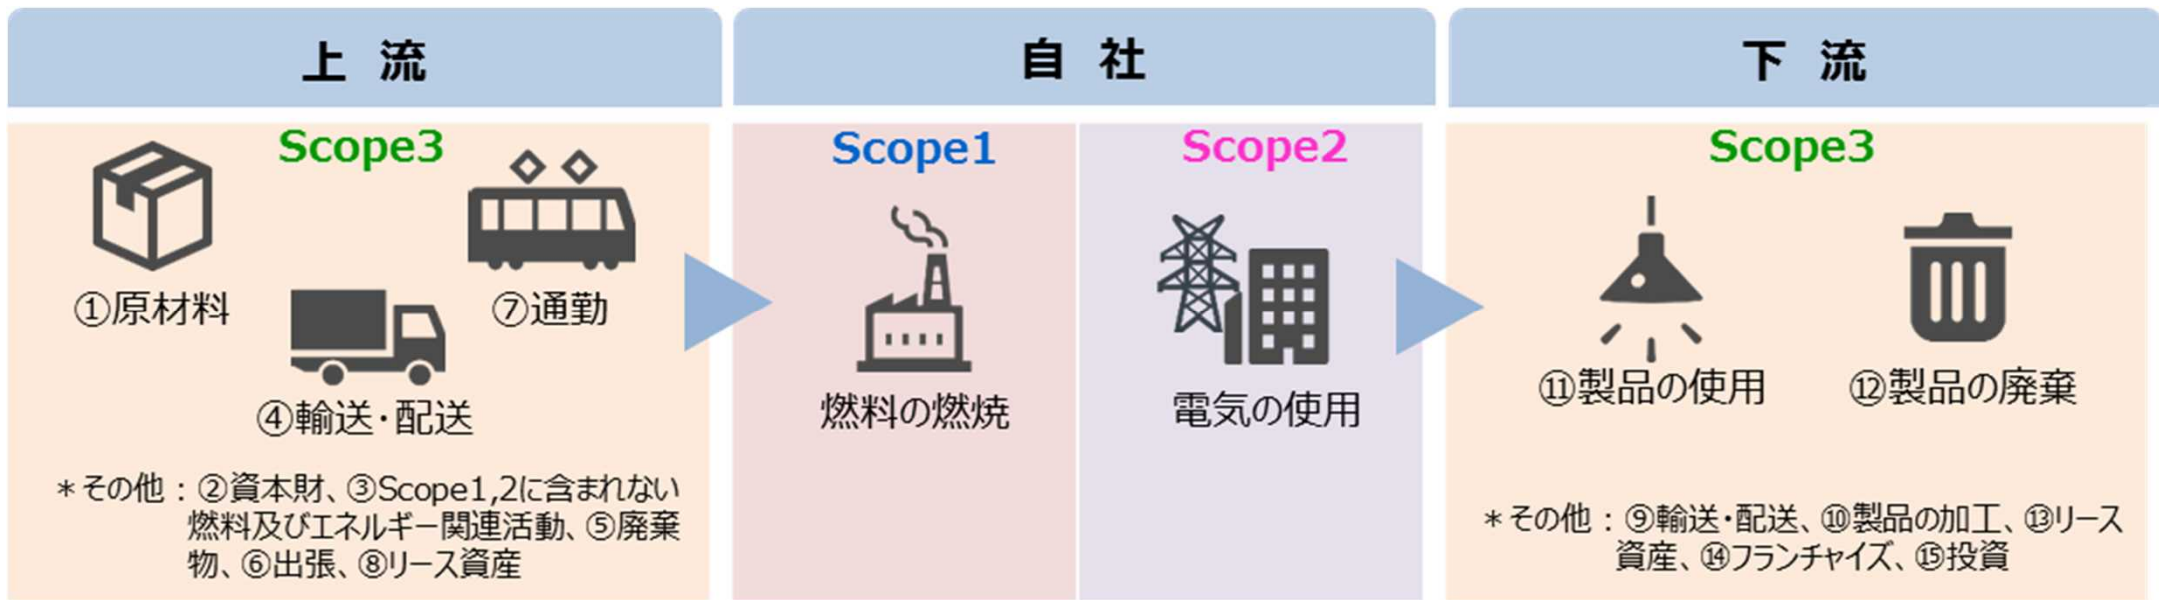 上 流
Scope3
①原材料
⑦通勤
④輸送・配送
＊その他：②資本財、③Scope1,2に含まれない
燃料及びエネルギー関連活動、⑤廃棄
物、⑥出張、⑧リース資産
自 社
Scope1
燃料の燃焼
Scope2
電気の使用
下 流
Scope3
⑪製品の使用
⑫製品の廃棄
＊その他：⑨輸送・配送、⑩製品の加工、⑬リース
資産、⑭フランチャイズ、⑮投資